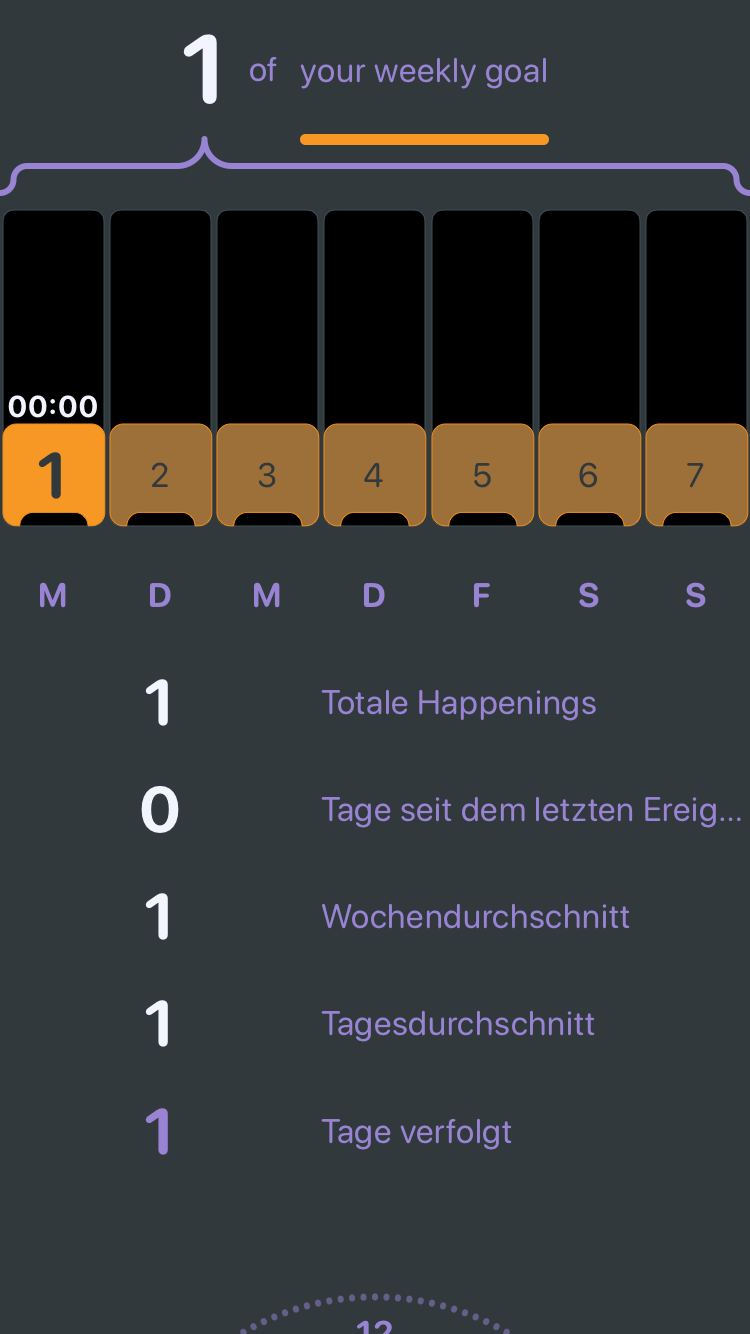 1 of your weekly goal
00:00
1 2 3 4 5 6 7
M D M D F S S
1 Totale Happenings
0 Tage seit dem letzten Ereig...
1 Wochendurchschnitt
1 Tagesdurchschnitt
1 Tage verfolgt
12